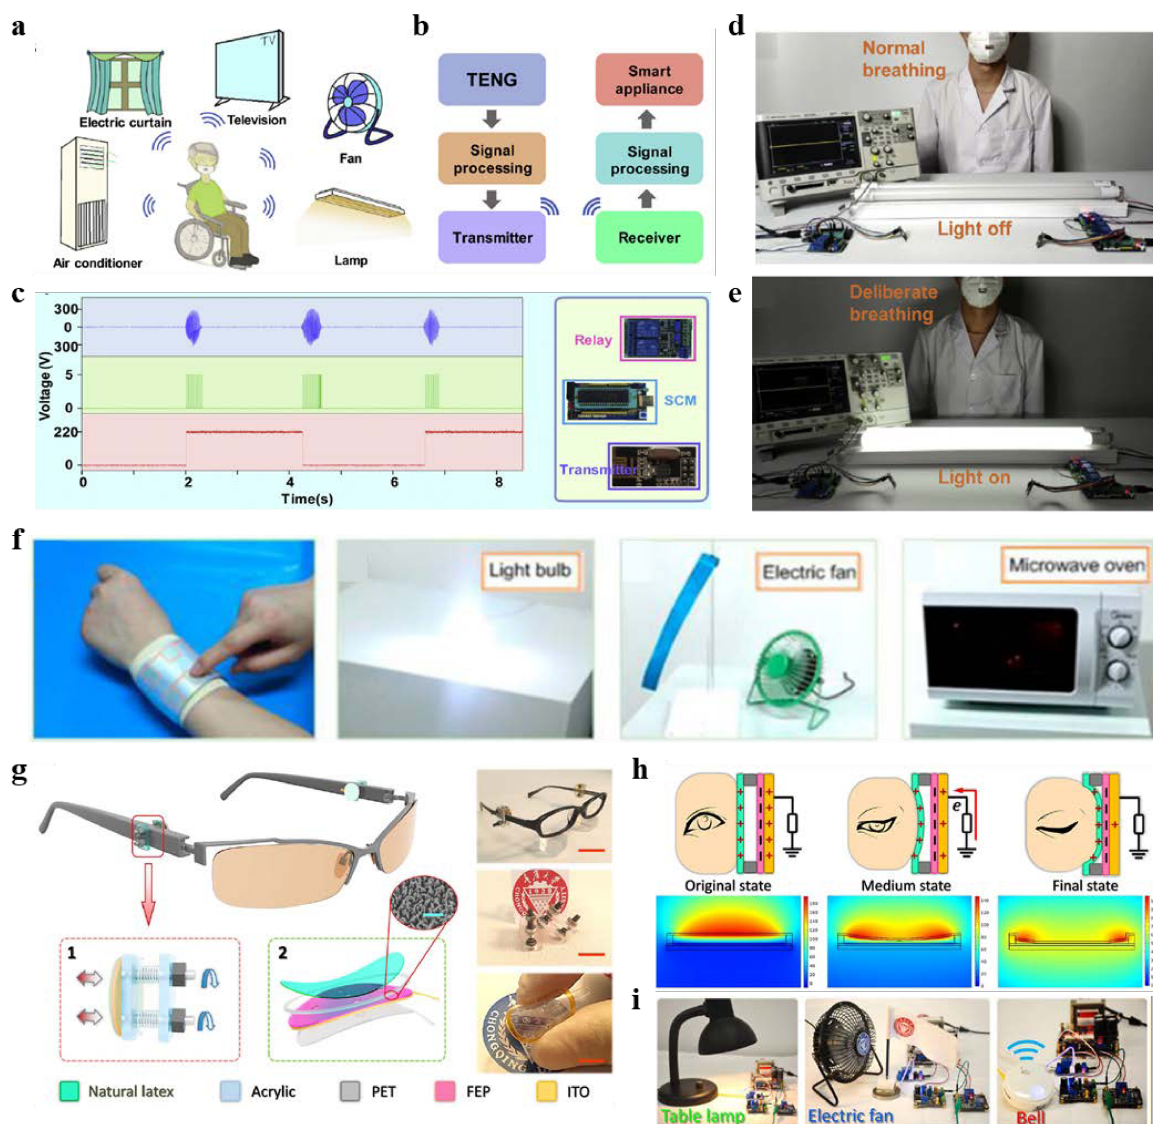 a
TV
Electric curtain
Television
Fan
Air conditioner
Lamp
b
TENG
Signal
processing
Transmitter
Smart
appliance
Signal
processing
Receiver
d
Normal
breathing
Light off
c
Voltage (V)
300
0
300
5
0
220
0
0
2
4
6
8
Time(s)
Relay
SCM
Transmitter
e
Deliberate
breathing
Light on
f
Light bulb
Electric fan
Microwave oven
Midea
g
1
2
CHONGQING
Natural latex
Acrylic
PET
FEP
ITO
h
e
Original state
Medium state
Final state
i
Table lamp
Electric fan
Bell